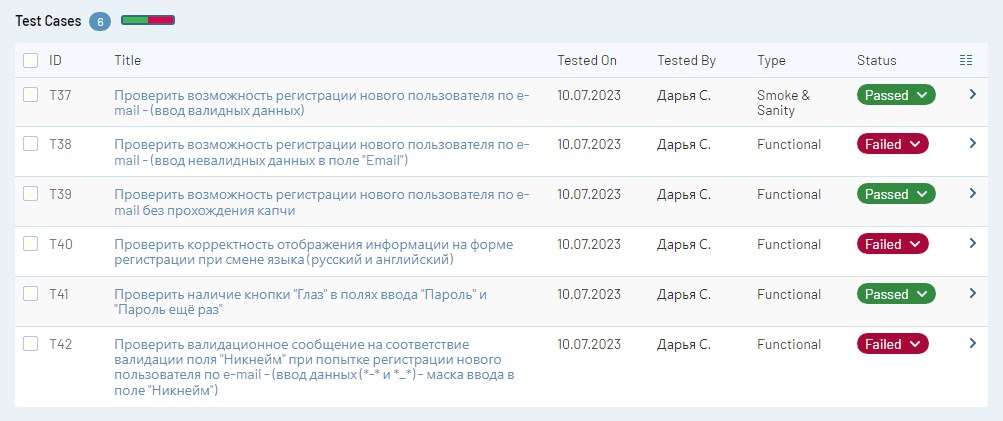 Test Cases 6
ID Title Tested On Tested By Type Status
T37 Проверить возможность регистрации нового пользователя по e- 10.07.2023 Дарья С. Smoke & Passed
mail - (ввод валидных данных) Sanity
T38 Проверить возможность регистрации нового пользователя по e- 10.07.2023 Дарья С. Functional Failed
mail - (ввод невалидных данных в поле "Email")
T39 Проверить возможность регистрации нового пользователя по e- 10.07.2023 Дарья С. Functional Passed
mail без прохождения капчи
T40 Проверить корректность отображения информации на форме 10.07.2023 Дарья С. Functional Failed
регистрации при смене языка (русский и английский)
T41 Проверить наличие кнопки "Глаз" в полях ввода "Пароль" и 10.07.2023 Дарья С. Functional Passed
"Пароль ещё раз"
T42 Проверить валидационное сообщение на соответствие 10.07.2023 Дарья С. Functional Failed
валидации поля "Никнейм" при попытке регистрации нового
пользователя по e-mail - (ввод данных (*-* и *_*) - маска ввода в
поле "Никнейм")